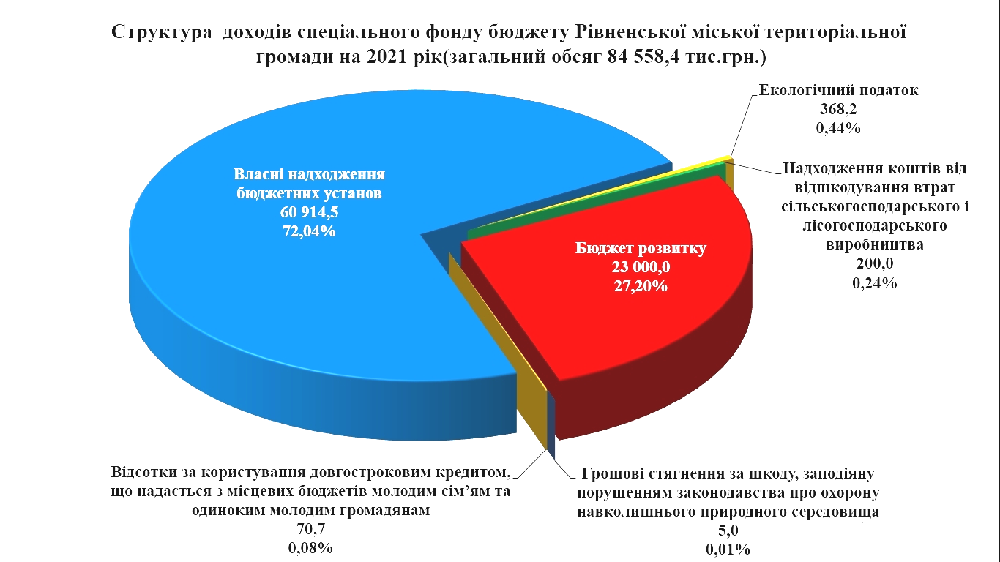 Структура доходів спеціального фонду бюджету Рівненської міської територіальної
громади на 2021 рік(загальний обсяг 84 558,4 тис.грн.)
Екологічний податок
368,2
0,44%
Надходження коштів від
відшкодування втрат
сільськогосподарського і
лісогосподарського
виробництва
200,0
0,24%
Власні надходження
бюджетних установ
60 914,5
72,04%
Бюджет розвитку
23 000,0
27,20%
Відсотки за користування довгостроковим кредитом,
що надається з місцевих бюджетів молодим сім’ям та
одиноким молодим громадянам
70,7
0,08%
Грошові стягнення за шкоду, заподіяну
порушенням законодавства про охорону
навколишнього природного середовища
5,0
0,01%